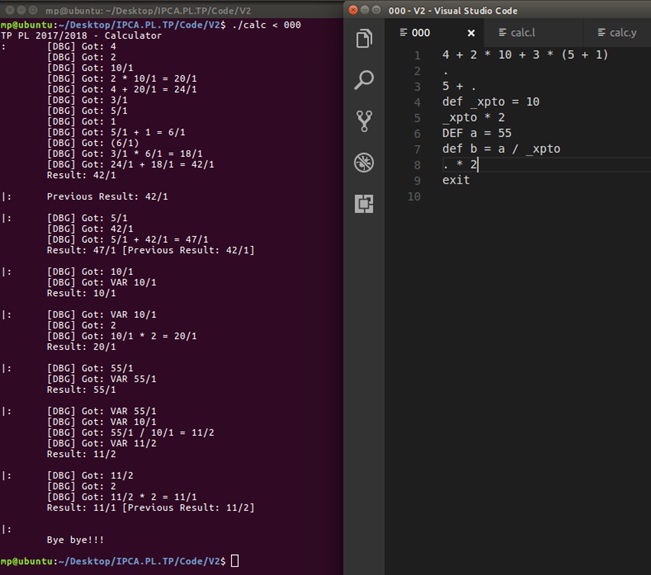 mp@ubuntu: ~/Desktop/IPCA.PL.TP/Code/V2
mp@ubuntu:~/Desktop/IPCA.PL.TP/Code/V2$ ./calc < 000
TP PL 2017/2018 - Calculator
: [DBG] Got: 4
[DBG] Got: 2
[DBG] Got: 10/1
[DBG] Got: 2 * 10/1 = 20/1
[DBG] Got: 4 + 20/1 = 24/1
[DBG] Got: 3/1
[DBG] Got: 5/1
[DBG] Got: 1
[DBG] Got: 5/1 + 1 = 6/1
[DBG] Got: (6/1)
[DBG] Got: 3/1 * 6/1 = 18/1
[DBG] Got: 24/1 + 18/1 = 42/1
Result: 42/1
|: Previous Result: 42/1
|: [DBG] Got: 5/1
[DBG] Got: 42/1
[DBG] Got: 5/1 + 42/1 = 47/1
Result: 47/1 [Previous Result: 42/1]
|: [DBG] Got: 10/1
[DBG] Got: VAR 10/1
Result: 10/1
|: [DBG] Got: VAR 10/1
[DBG] Got: 2
[DBG] Got: 10/1 * 2 = 20/1
Result: 20/1
|: [DBG] Got: 55/1
[DBG] Got: VAR 55/1
Result: 55/1
|: [DBG] Got: VAR 55/1
[DBG] Got: VAR 10/1
[DBG] Got: 55/1 / 10/1 = 11/2
[DBG] Got: VAR 11/2
Result: 11/2
|: [DBG] Got: 11/2
[DBG] Got: 2
[DBG] Got: 11/2 * 2 = 11/1
Result: 11/1 [Previous Result: 11/2]
|:
Bye bye!!!
mp@ubuntu:~/Desktop/IPCA.PL.TP/Code/V2$
000 - V2 - Visual Studio Code
000 calc.l calc.y
1 4 + 2 * 10 + 3 * (5 + 1)
2 .
3 5 + .
4 def _xpto = 10
5 _xpto * 2
6 DEF a = 55
7 def b = a / _xpto
8 . * 2
9 exit
10